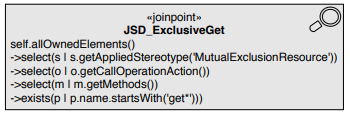 «joinpoint»
JSD_ExclusiveGet
self.allOwnedElements()
->select(s | s.getAppliedStereotype('MutualExclusionResource'))
->select(o | o.getCallOperationAction())
->select(m | m.getMethods())
->exists(p | p.name.startsWith('get*')))